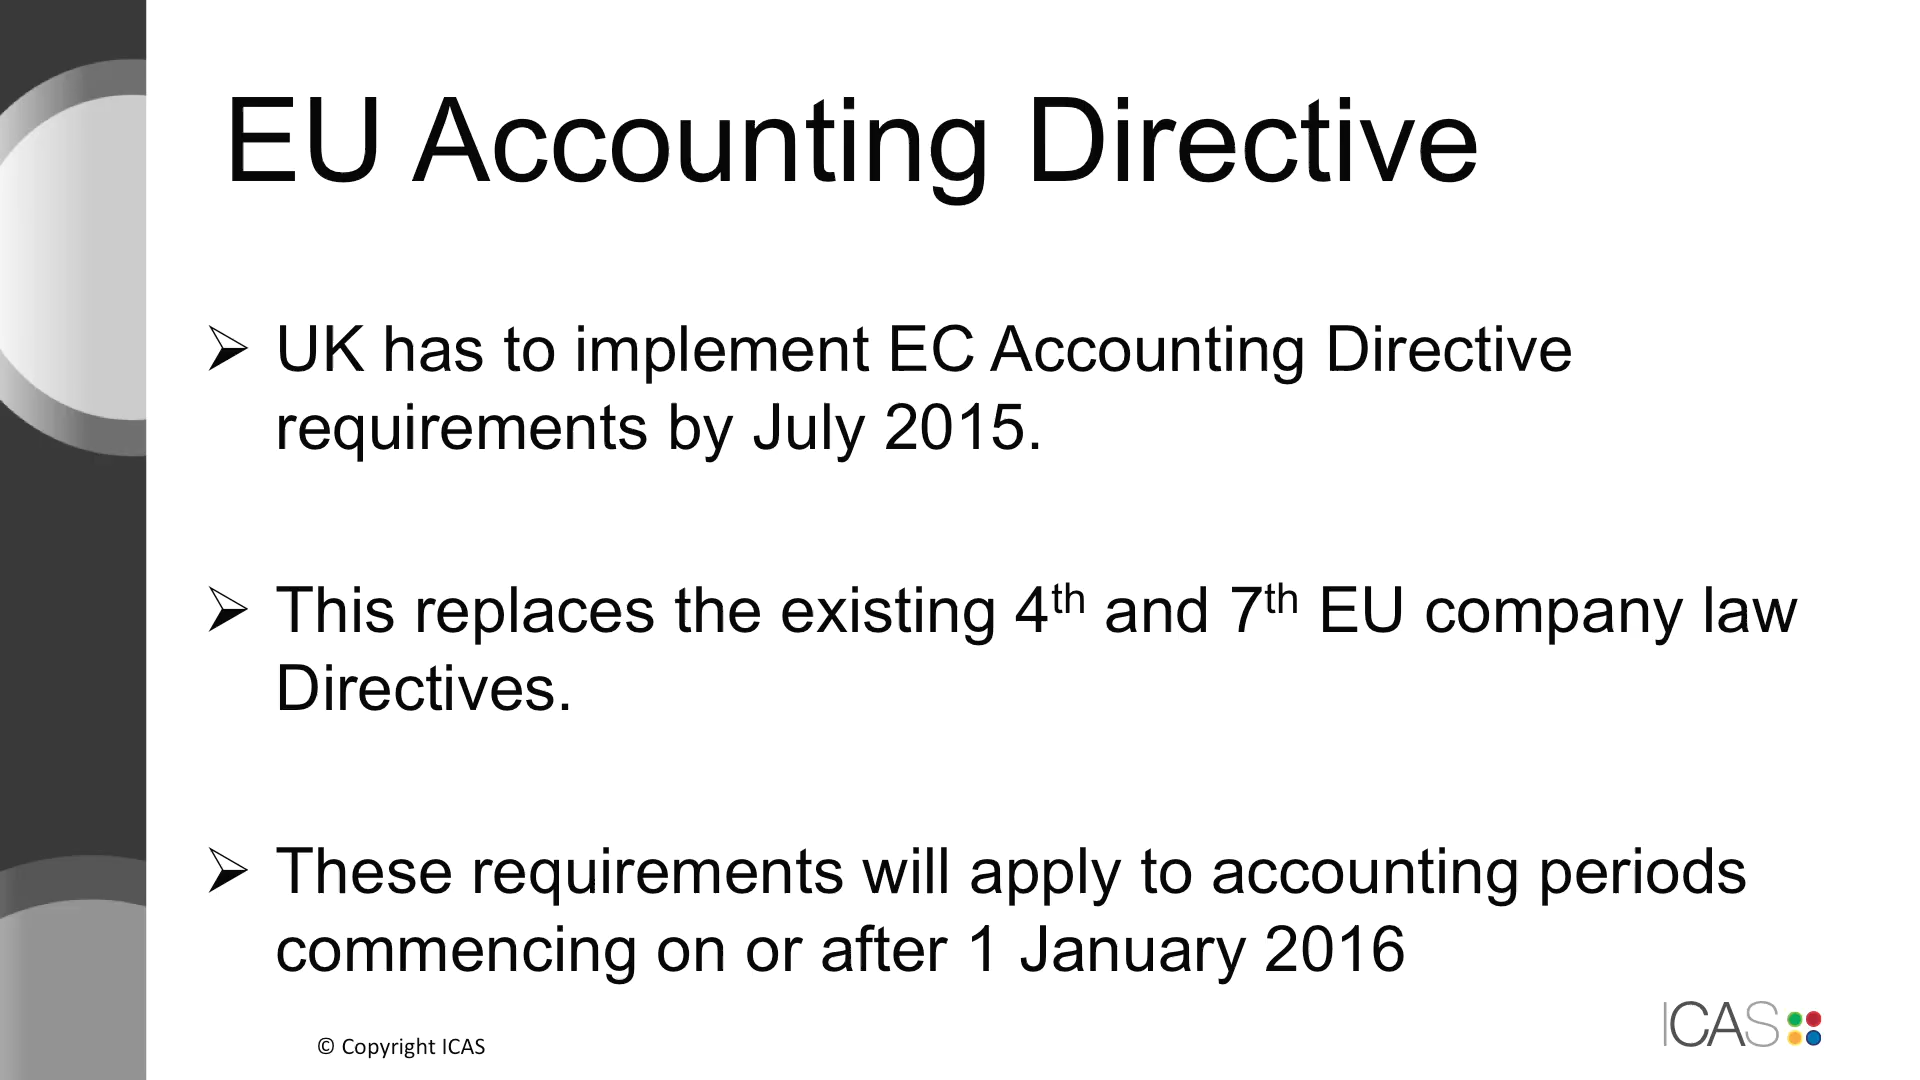 EU Accounting Directive
➢ UK has to implement EC Accounting Directive
requirements by July 2015.
➢ This replaces the existing 4th and 7th EU company law
Directives.
➢ These requirements will apply to accounting periods
commencing on or after 1 January 2016
© Copyright ICAS
ICAS